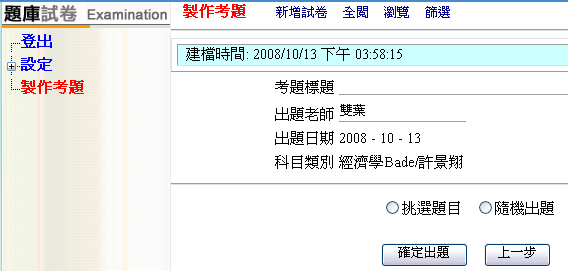 題庫試卷 Examination
登出
設定
製作考題
製作考題 新增試卷 全閱 瀏覽 篩選
建檔時間: 2008/10/13 下午 03:58:15
考題標題
出題老師 雙葉
出題日期 2008 - 10 - 13
科目類別 經濟學Bade/許景翔
挑選題目 隨機出題
確定出題 上一步